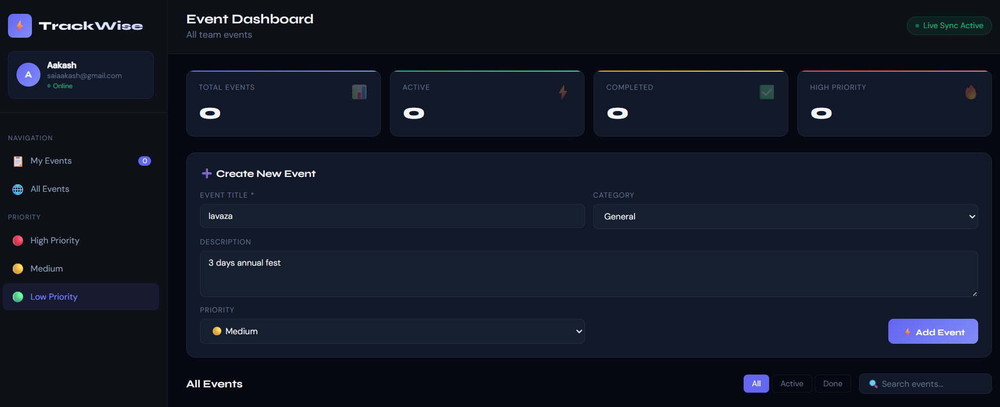 TrackWise
A
Aakash
saiaakash@gmail.com
Online
NAVIGATION
My Events 0
All Events
PRIORITY
High Priority
Medium
Low Priority
Event Dashboard
All team events
Live Sync Active
TOTAL EVENTS
0
ACTIVE
0
COMPLETED
0
HIGH PRIORITY
0
Create New Event
EVENT TITLE *
lavaza
CATEGORY
General
DESCRIPTION
3 days annual fest
PRIORITY
Medium
Add Event
All Events
All Active Done Search events...